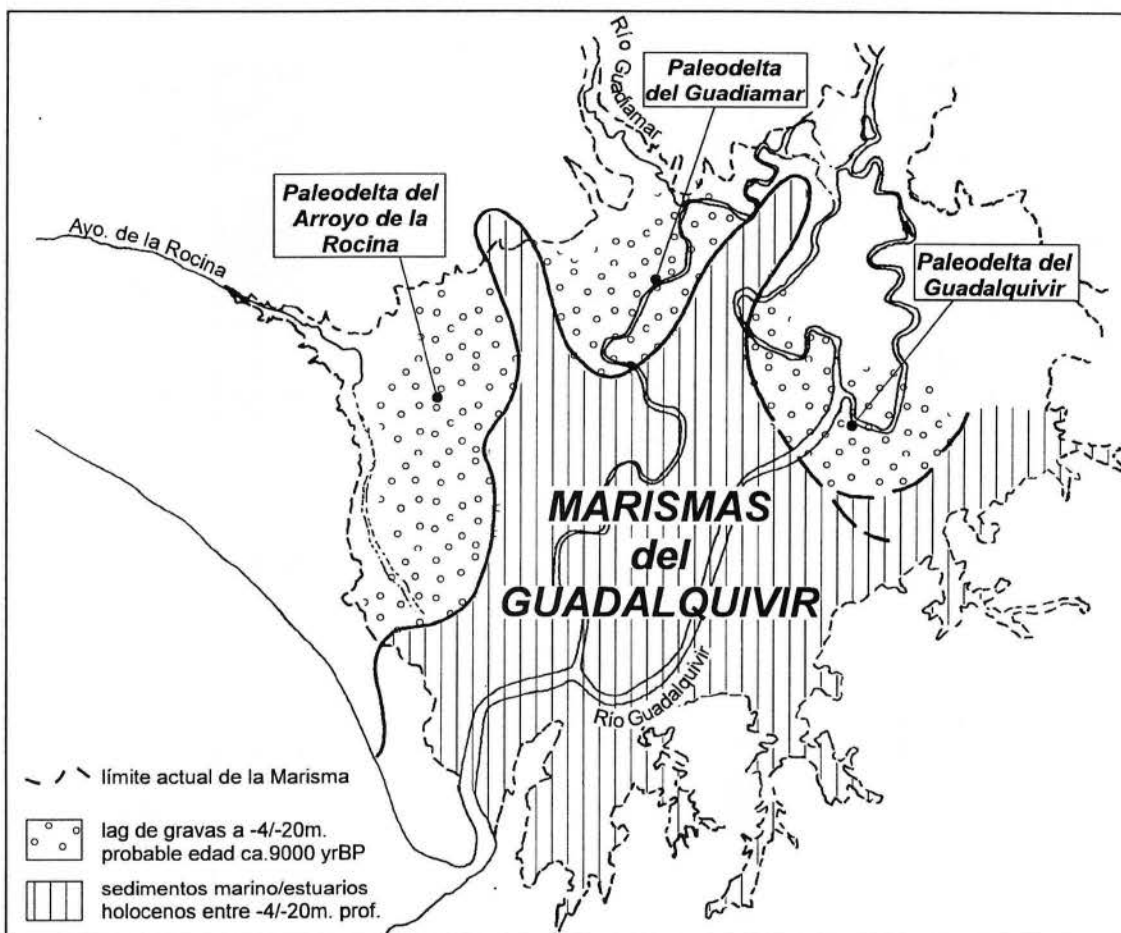 Río Guadiamar
Paleodelta
del Guadiamar
Paleodelta del
Arroyo de la
Rocina
Ayo. de la Rocina
Paleodelta del
Guadalquivir
MARISMAS
del
GUADALQUIVIR
Río Guadalquivir
límite actual de la Marisma
lag de gravas a -4/-20m.
probable edad ca.9000 yrBP
sedimentos marino/estuarios
holocenos entre -4/-20m. prof.